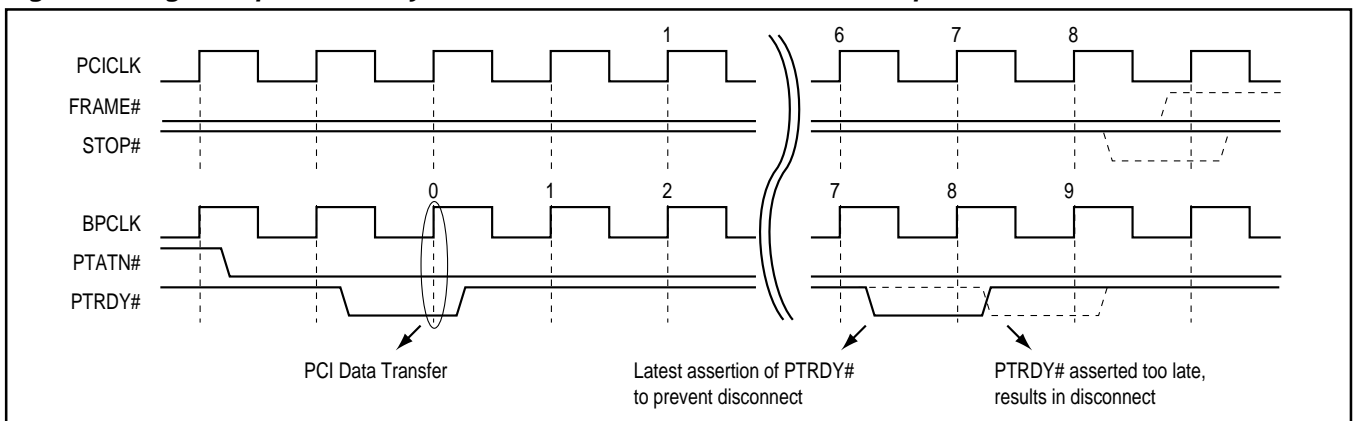 1 6 7 8
PCICLK
FRAME#
STOP#
0 1 2 7 8 9
BPCLK
PTATN#
PTRDY#
PCI Data Transfer
Latest assertion of PTRDY#
to prevent disconnect
PTRDY# asserted too late,
results in disconnect